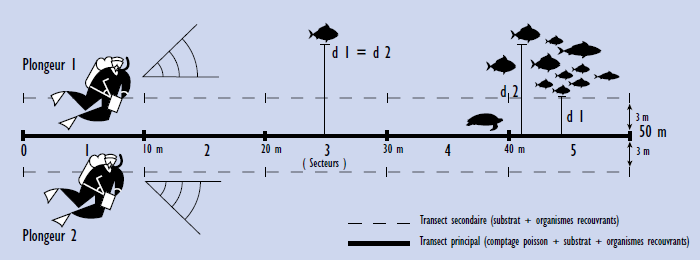 Plongeur 1
d 1 = d 2
d 2
d 1
3 m
50 m
0 1 10 m 2 20 m 3 30 m 4 40 m 5
3 m
( Secteurs )
Plongeur 2
Transect secondaire (substrat + organismes recouvrants)
Transect principal (comptage poisson + substrat + organismes recouvrants)